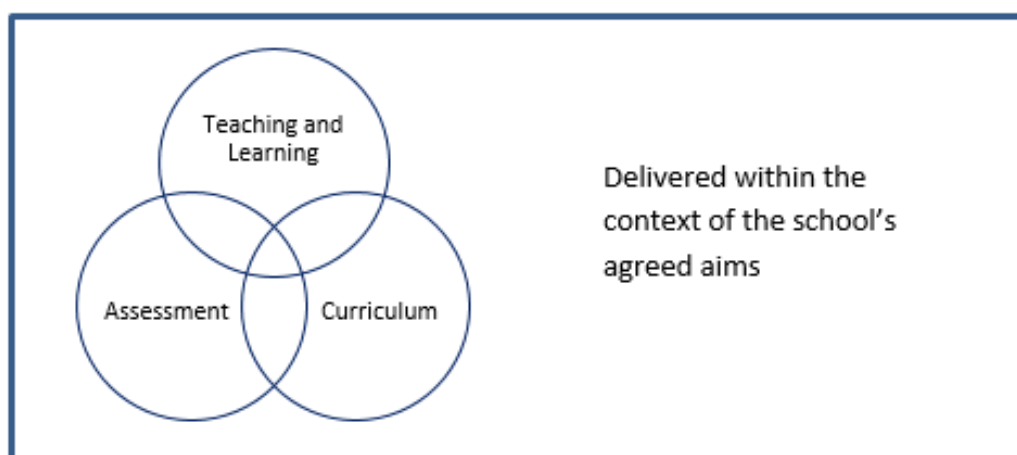 Teaching and
Learning
Assessment
Curriculum
Delivered within the
context of the school’s
agreed aims